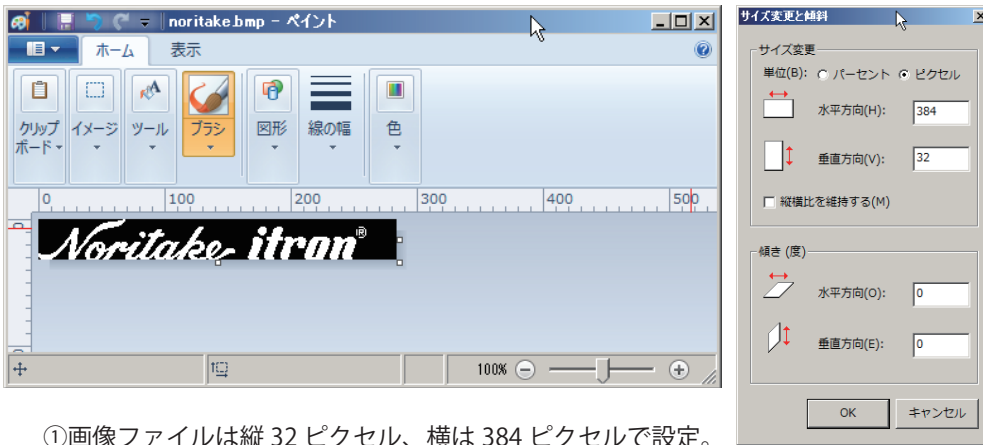 noritake.bmp - ペイント
ホーム
表示
クリップ
ボード
イメージ
ツール
ブラシ
図形
線の幅
色
0
100
200
300
400
500
0
Noritake itron®
100%
サイズ変更と傾斜
サイズ変更
単位(B):
パーセント
ピクセル
水平方向(H):
384
垂直方向(V):
32
縦横比を維持する(M)
傾き (度)
水平方向(O):
0
垂直方向(E):
0
OK
キャンセル
①画像ファイルは縦 32 ピクセル、横は 384 ピクセルで設定。